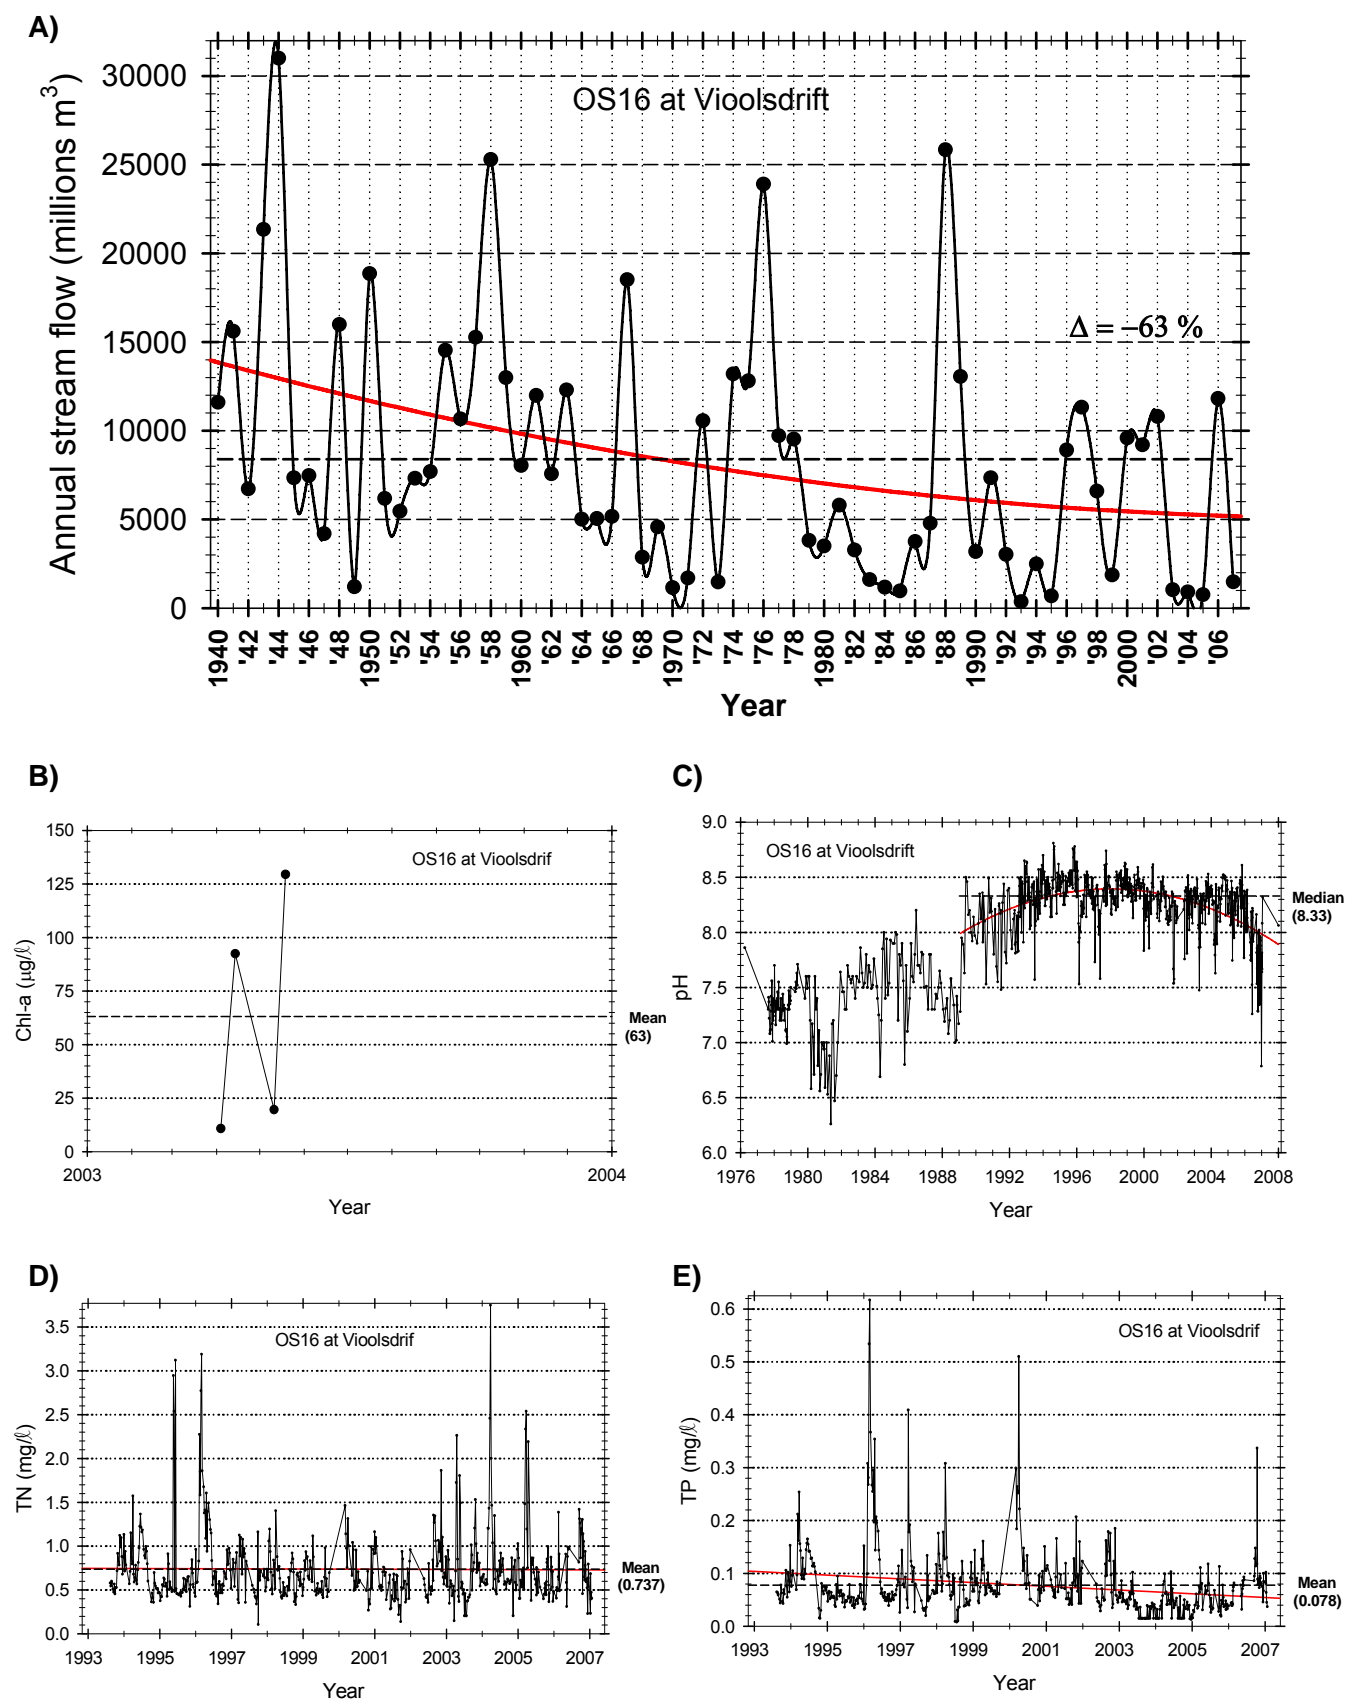 A)
Annual stream flow (millions m³)
30000
25000
20000
15000
10000
5000
0
OS16 at Vioolsdrift
Δ = −63 %
1940 '42 '44 '46 '48 1950 '52 '54 '56 '58 1960 '62 '64 '66 '68 1970 '72 '74 '76 '78 1980 '82 '84 '86 '88 1990 '92 '94 '96 '98 2000 '02 '04 '06
Year
B)
Chl-a (µg/ℓ)
150
125
100
75
50
25
0
OS16 at Vioolsdrif
Mean
(63)
2003 2004
Year
C)
pH
9.0
8.5
8.0
7.5
7.0
6.5
6.0
OS16 at Vioolsdrift
Median
(8.33)
1976 1980 1984 1988 1992 1996 2000 2004 2008
Year
D)
TN (mg/ℓ)
3.5
3.0
2.5
2.0
1.5
1.0
0.5
0.0
OS16 at Vioolsdrif
Mean
(0.737)
1993 1995 1997 1999 2001 2003 2005 2007
Year
E)
TP (mg/ℓ)
0.6
0.5
0.4
0.3
0.2
0.1
0.0
OS16 at Vioolsdrif
Mean
(0.078)
1993 1995 1997 1999 2001 2003 2005 2007
Year